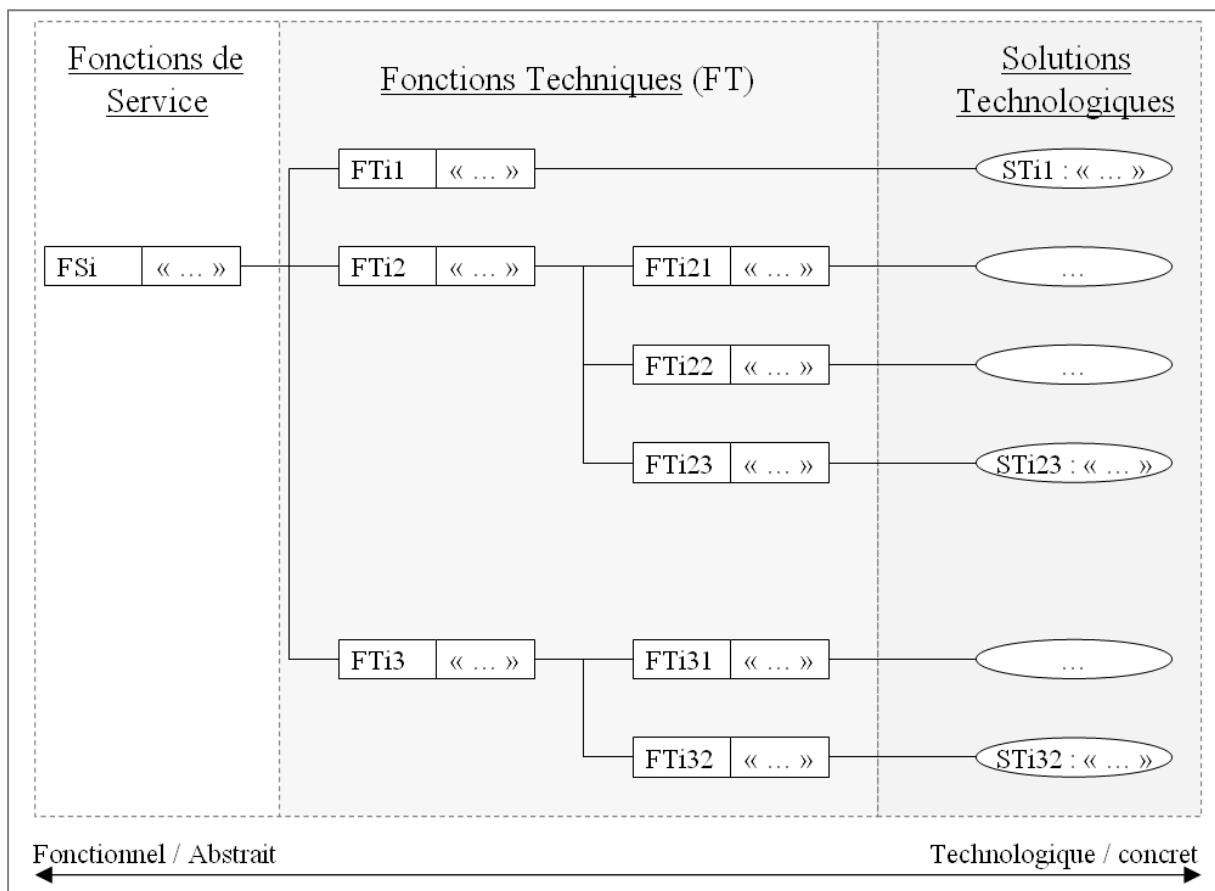 Fonctions de
Service
Fonctions Techniques (FT)
Solutions
Technologiques
FTi1 « … »
STi1 : « … »
FSi « … »
FTi2 « … »
FTi21 « … »
…
FTi22 « … »
…
FTi23 « … »
STi23 : « … »
FTi3 « … »
FTi31 « … »
…
FTi32 « … »
STi32 : « … »
Fonctionnel / Abstrait
Technologique / concret